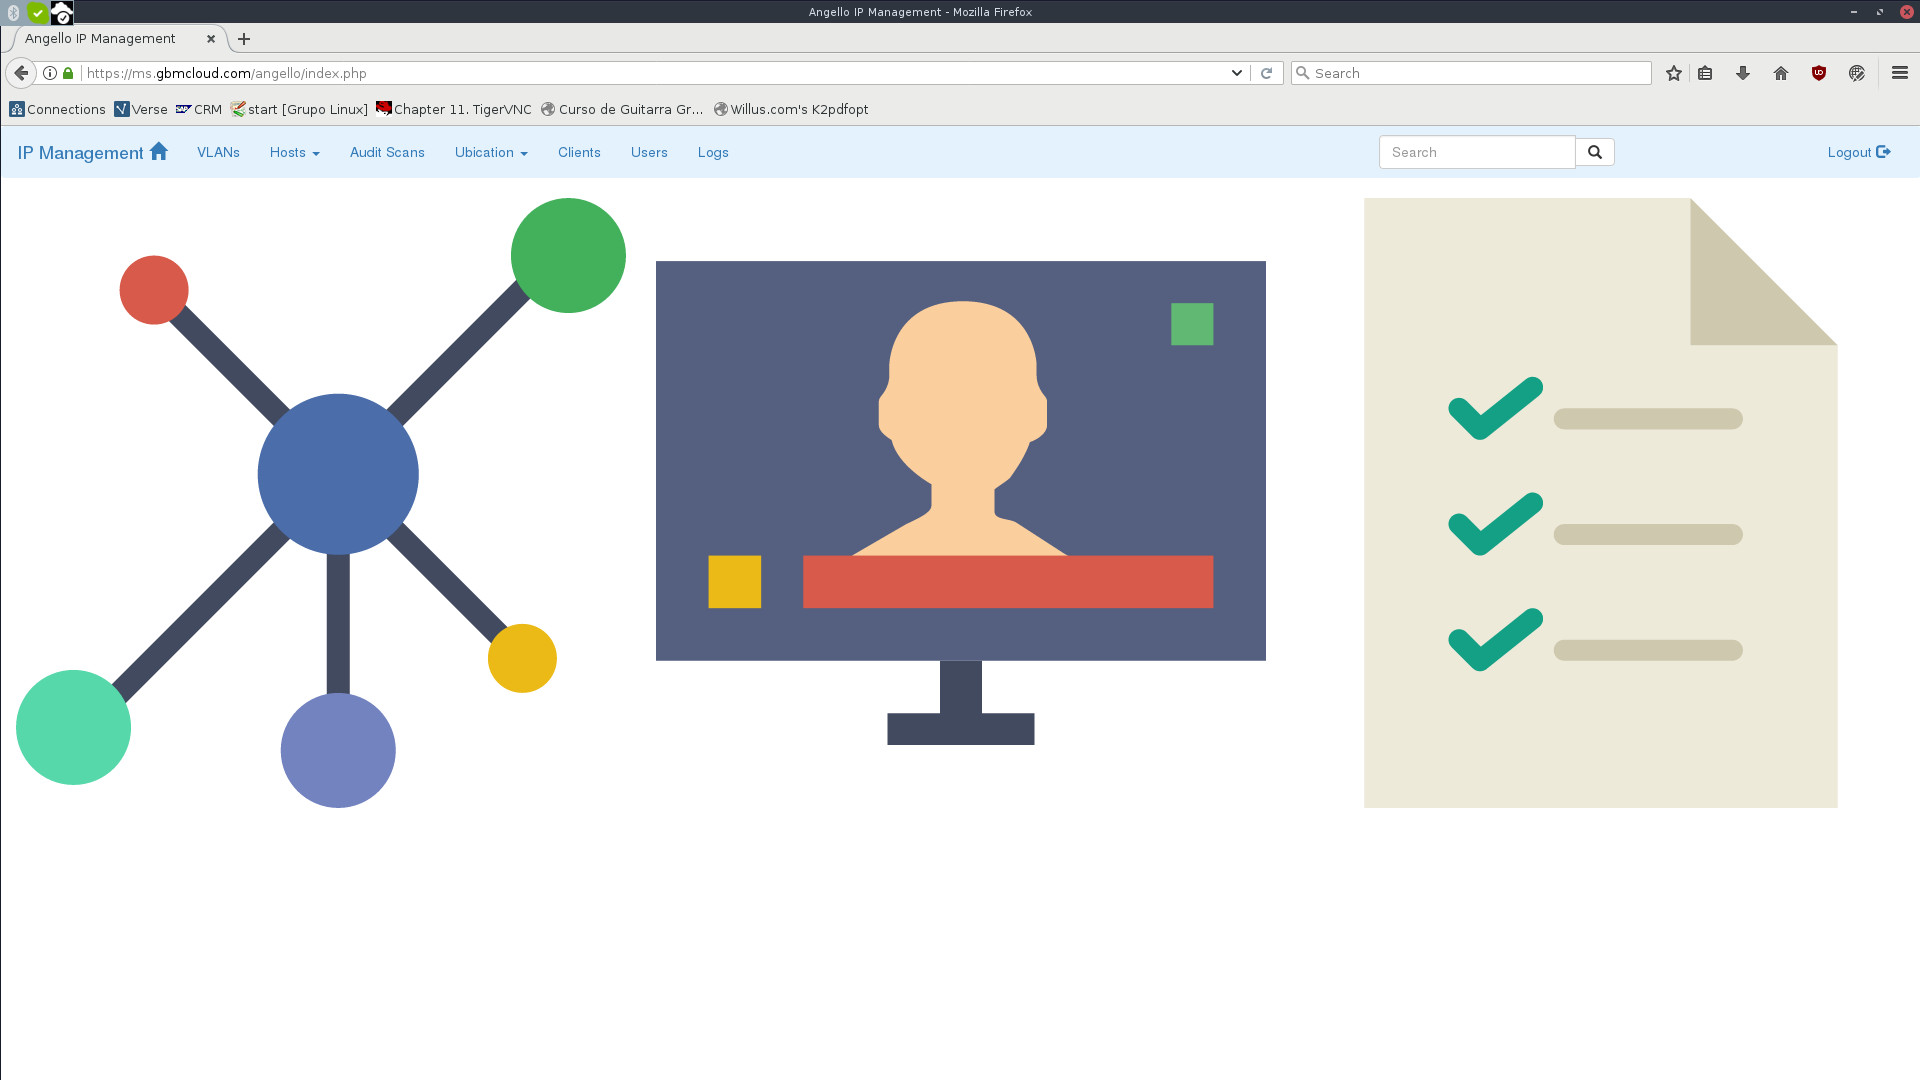 Angello IP Management - Mozilla Firefox
Angello IP Management
https://ms.gbmcloud.com/angello/index.php
Search
Connections Verse CRM start [Grupo Linux] Chapter 11. TigerVNC Curso de Guitarra Gr... Willus.com's K2pdfopt
IP Management VLANs Hosts Audit Scans Ubication Clients Users Logs Search Logout